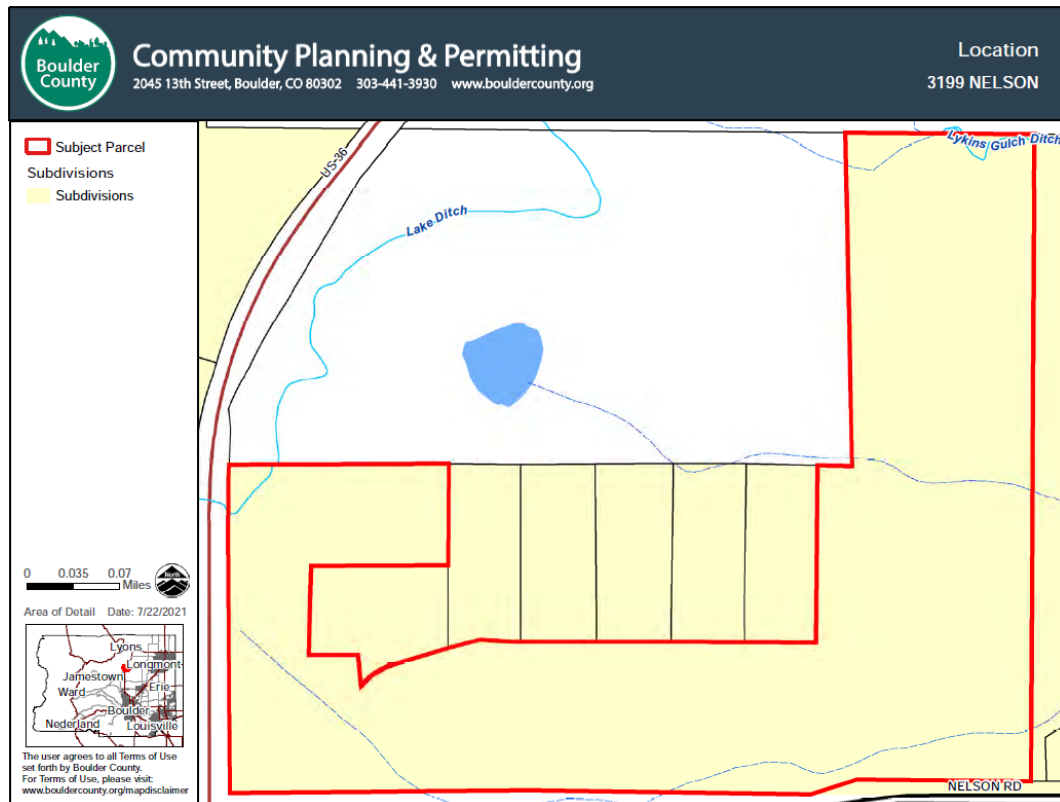 Boulder
County
Community Planning & Permitting
2045 13th Street, Boulder, CO 80302 303-441-3930 www.bouldercounty.org
Location
3199 NELSON
Subject Parcel
Subdivisions
Subdivisions
US-36
Lake Ditch
Lykins Gulch Ditch
NELSON RD
0 0.035 0.07
Miles
North
Area of Detail Date: 7/22/2021
Lyons
Longmont
Jamestown
Ward
Erie
Boulder
Nederland
Louisville
The user agrees to all Terms of Use
set forth by Boulder County.
For Terms of Use, please visit:
www.bouldercounty.org/mapdisclaimer